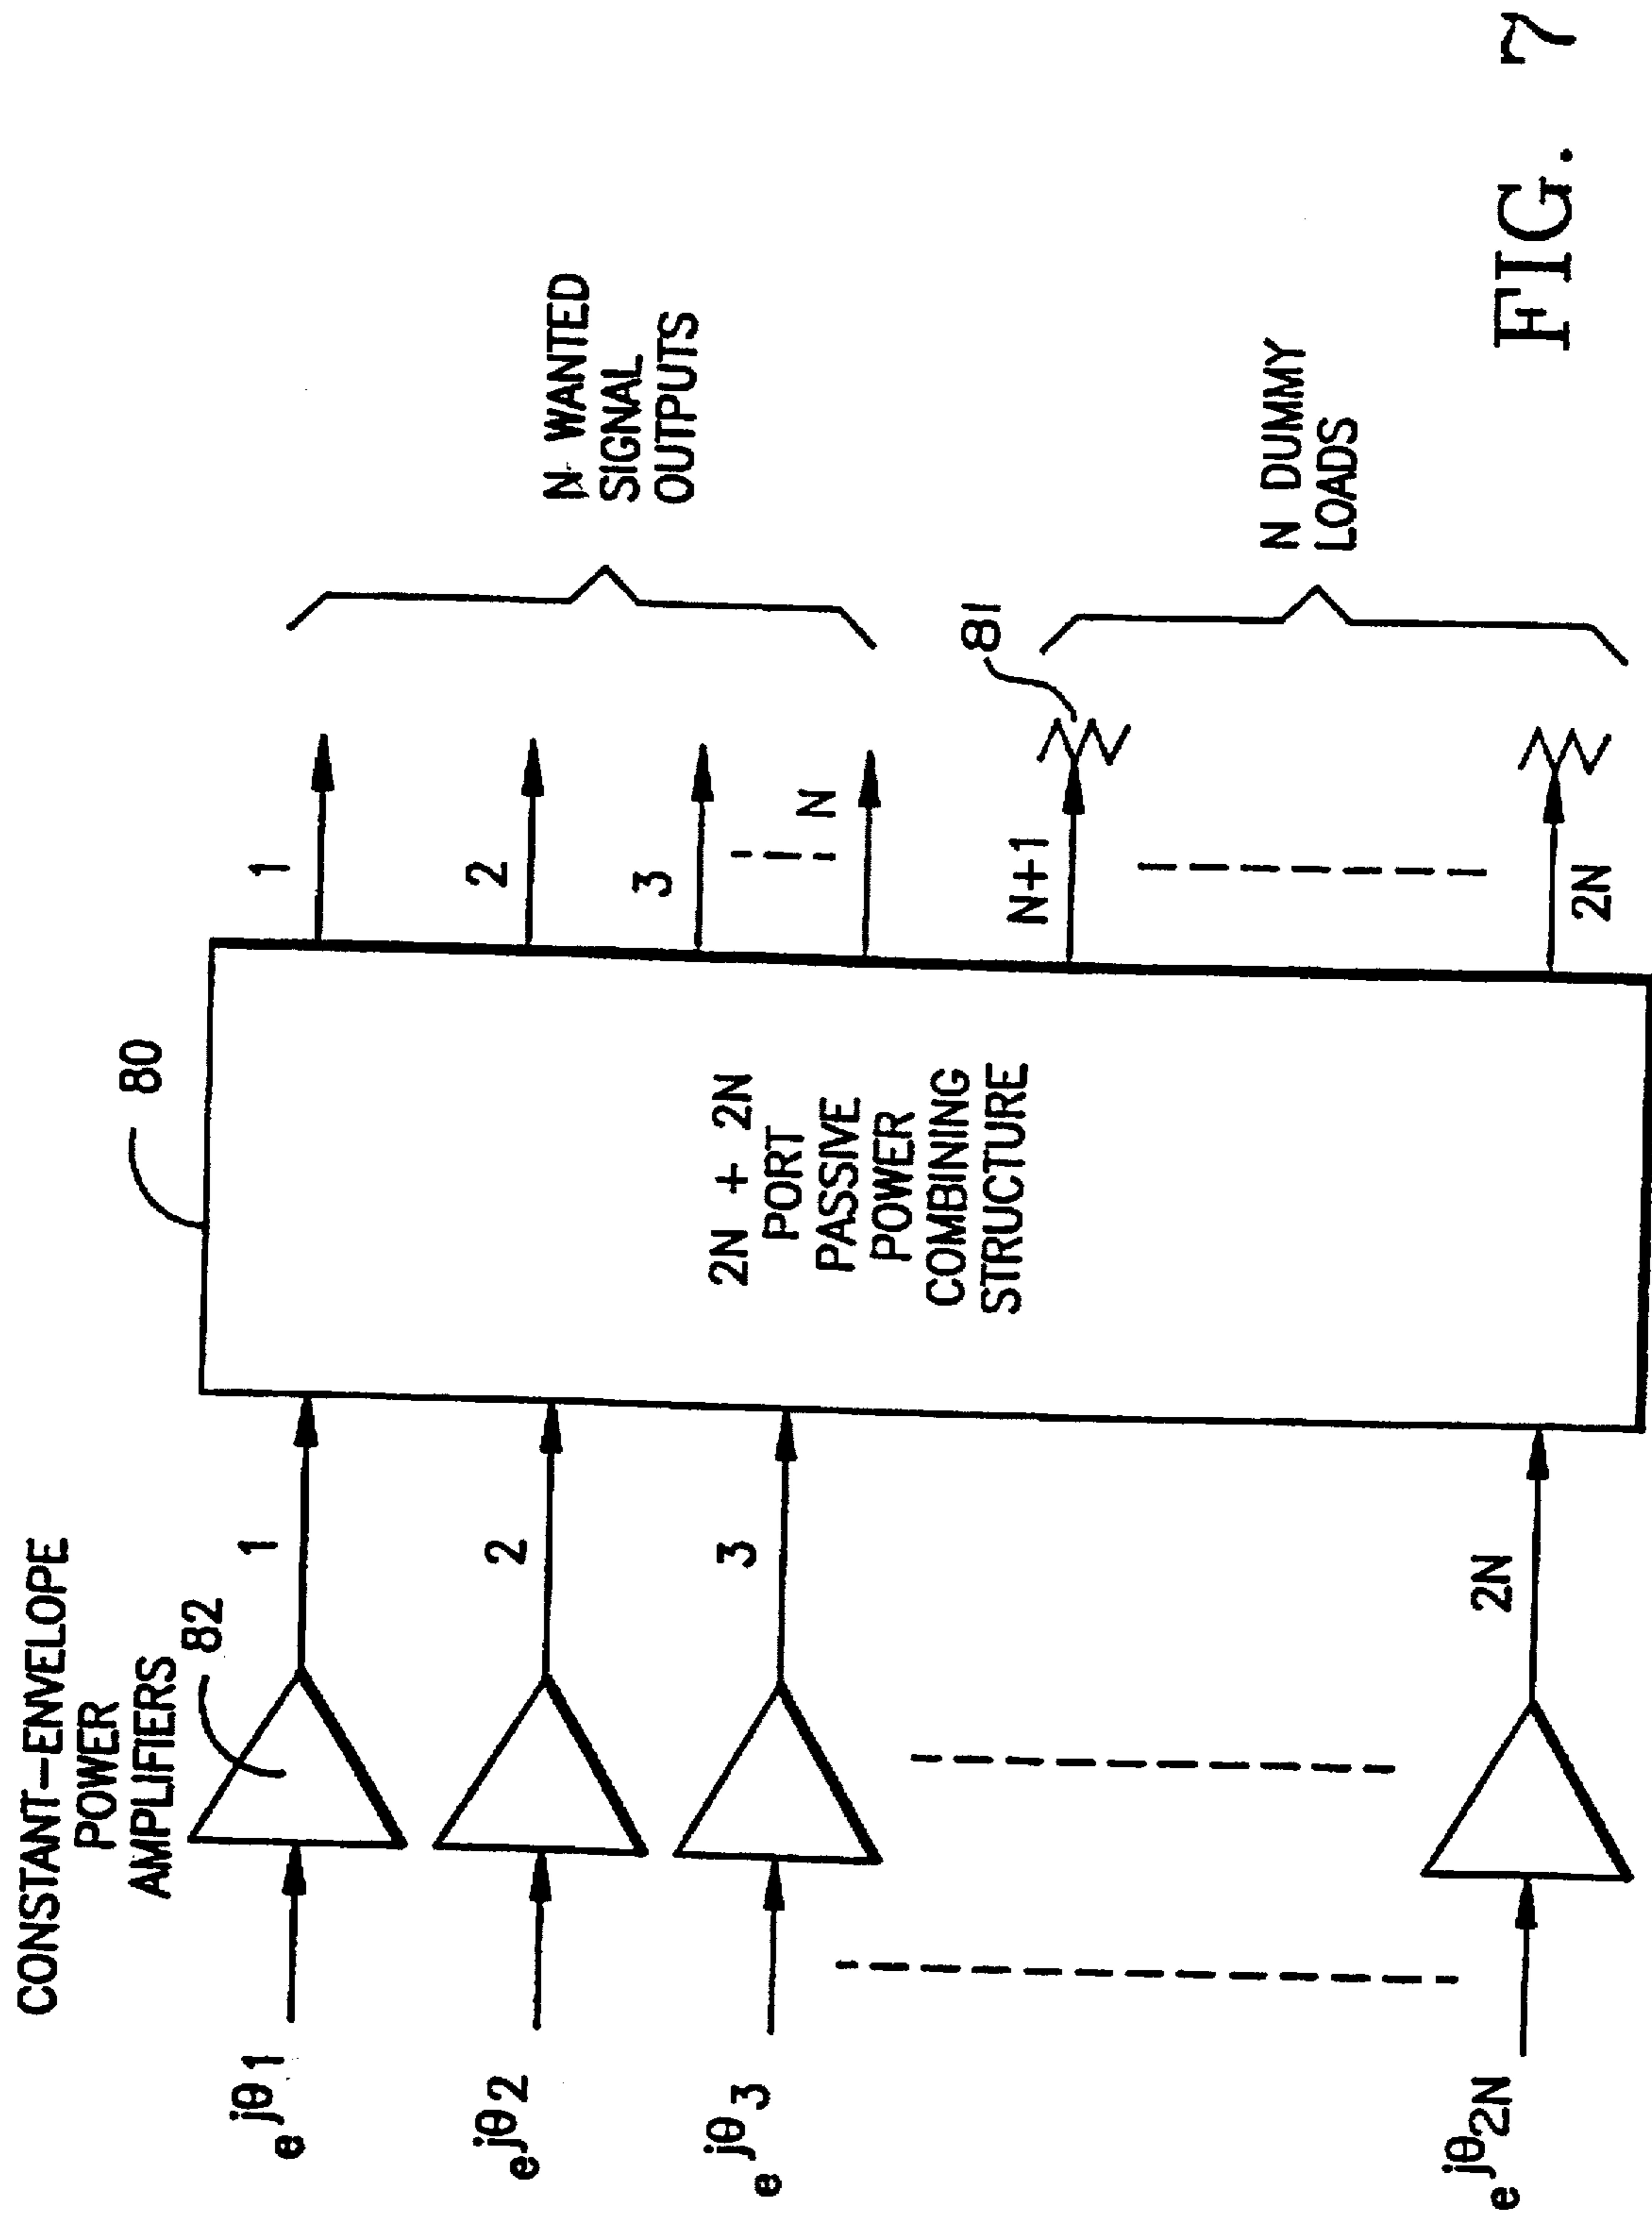 CONSTANT-ENVELOPE
POWER
AMPLIFIERS
82
80
e jθ1
1
e jθ2
2
e jθ3
3
e jθ2N
2N
2N + 2N
PORT
PASSIVE
POWER
COMBINING
STRUCTURE
1
2
3
N
N+1
2N
81
N WANTED
SIGNAL
OUTPUTS
N DUMMY
LOADS
FIG. 7